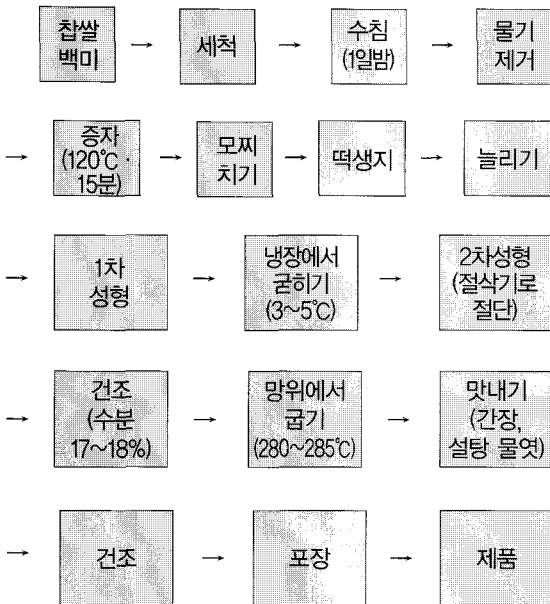 찹쌀
백미
→
세척
→
수침
(1일밤)
→
물기
제거
→
증자
(120℃·
15분)
→
모찌
치기
→
떡생지
→
늘리기
→
1차
성형
→
냉장에서
굳히기
(3~5℃)
→
2차성형
(절삭기로
절단)
→
건조
(수분
17~18%)
→
망위에서
굽기
(280~285℃)
→
맛내기
(간장,
설탕 물엿)
→
건조
→
포장
→
제품